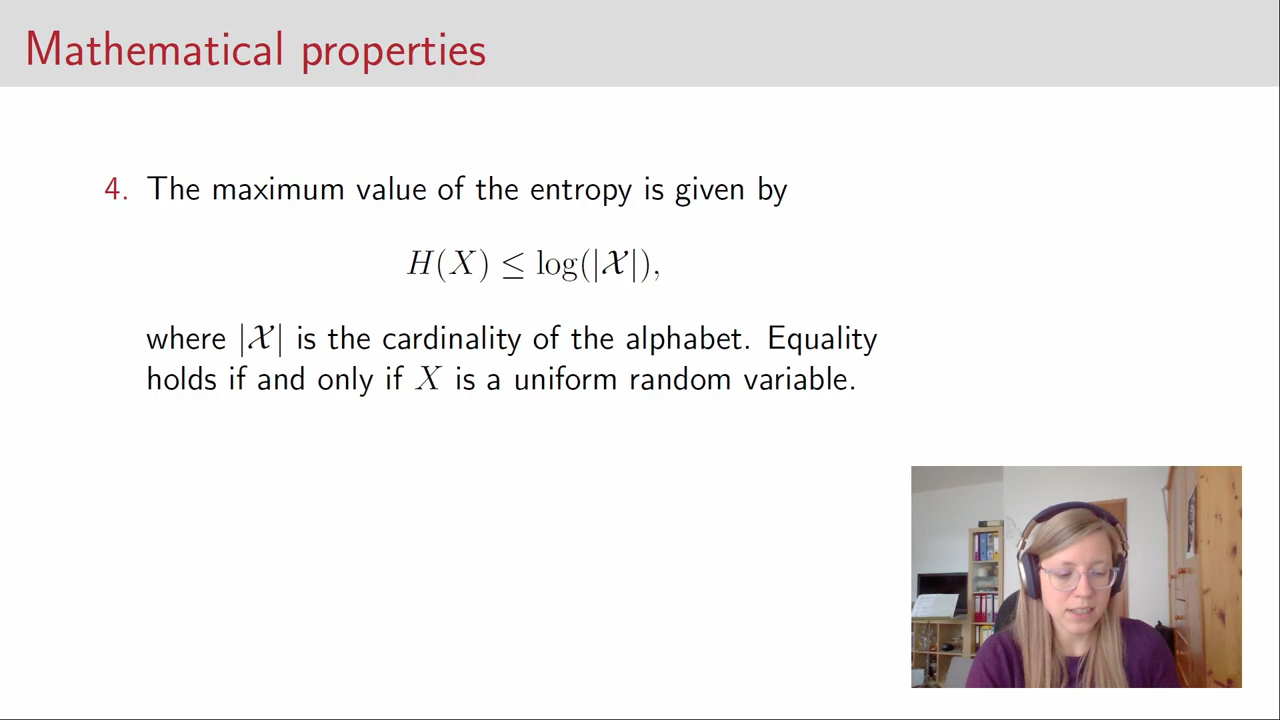 Mathematical properties
4. The maximum value of the entropy is given by
H(X) ≤ log(|𝒳|),
where |𝒳| is the cardinality of the alphabet. Equality
holds if and only if X is a uniform random variable.